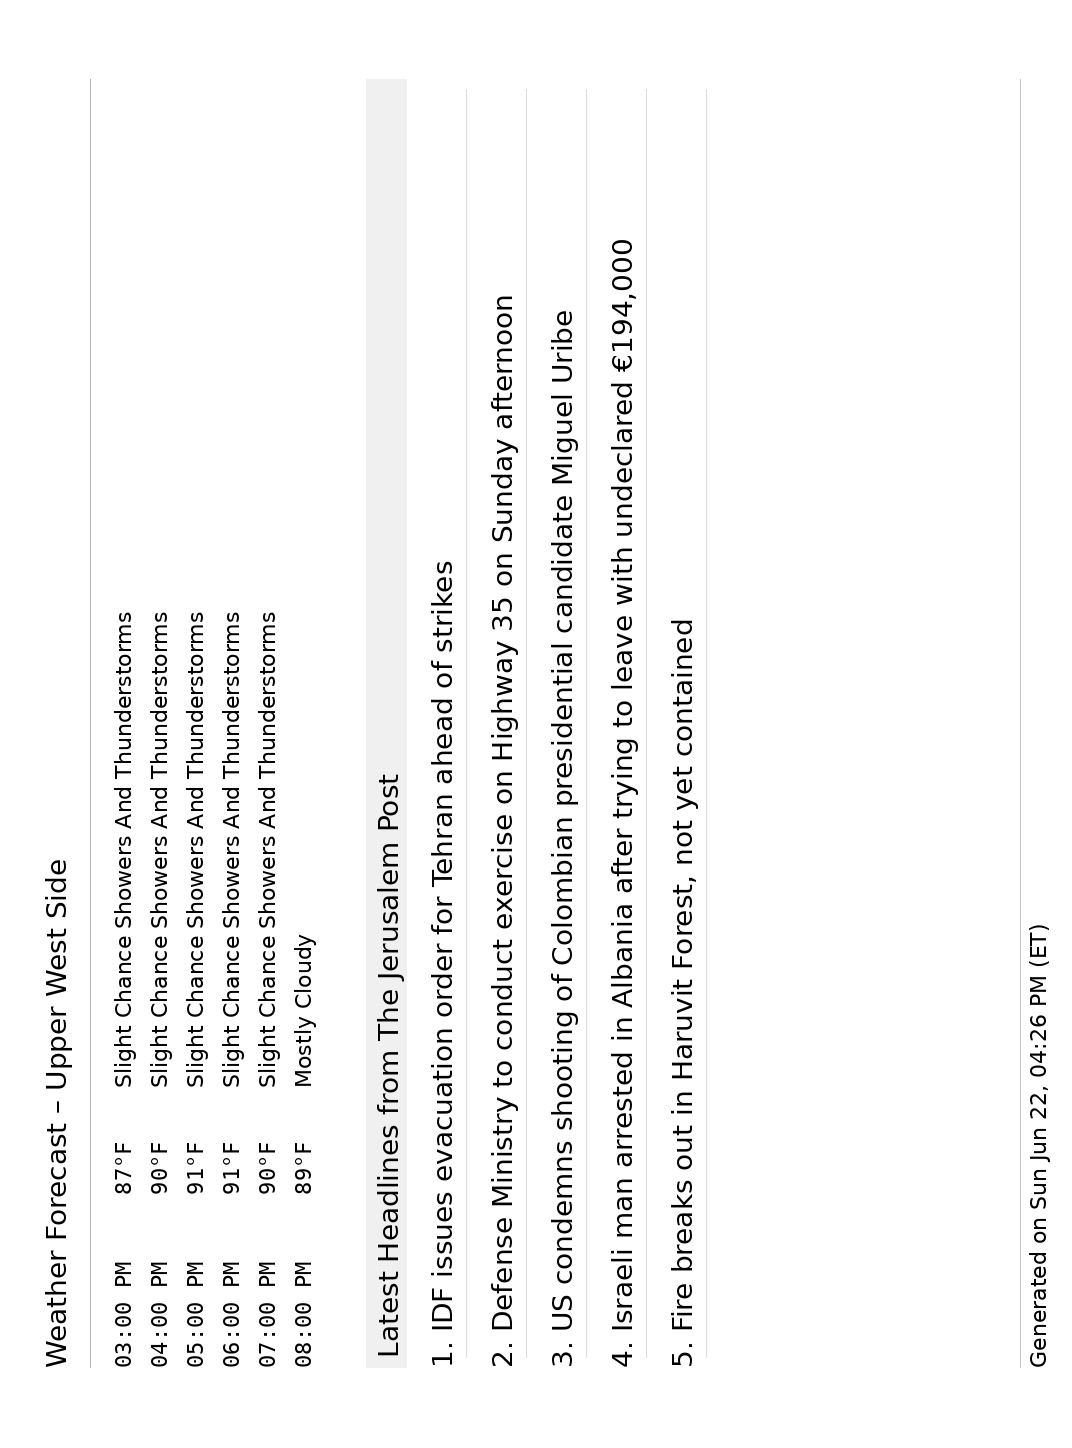 Weather Forecast – Upper West Side
03:00 PM 87°F Slight Chance Showers And Thunderstorms
04:00 PM 90°F Slight Chance Showers And Thunderstorms
05:00 PM 91°F Slight Chance Showers And Thunderstorms
06:00 PM 91°F Slight Chance Showers And Thunderstorms
07:00 PM 90°F Slight Chance Showers And Thunderstorms
08:00 PM 89°F Mostly Cloudy
Latest Headlines from The Jerusalem Post
1. IDF issues evacuation order for Tehran ahead of strikes
2. Defense Ministry to conduct exercise on Highway 35 on Sunday afternoon
3. US condemns shooting of Colombian presidential candidate Miguel Uribe
4. Israeli man arrested in Albania after trying to leave with undeclared €194,000
5. Fire breaks out in Haruvit Forest, not yet contained
Generated on Sun Jun 22, 04:26 PM (ET)